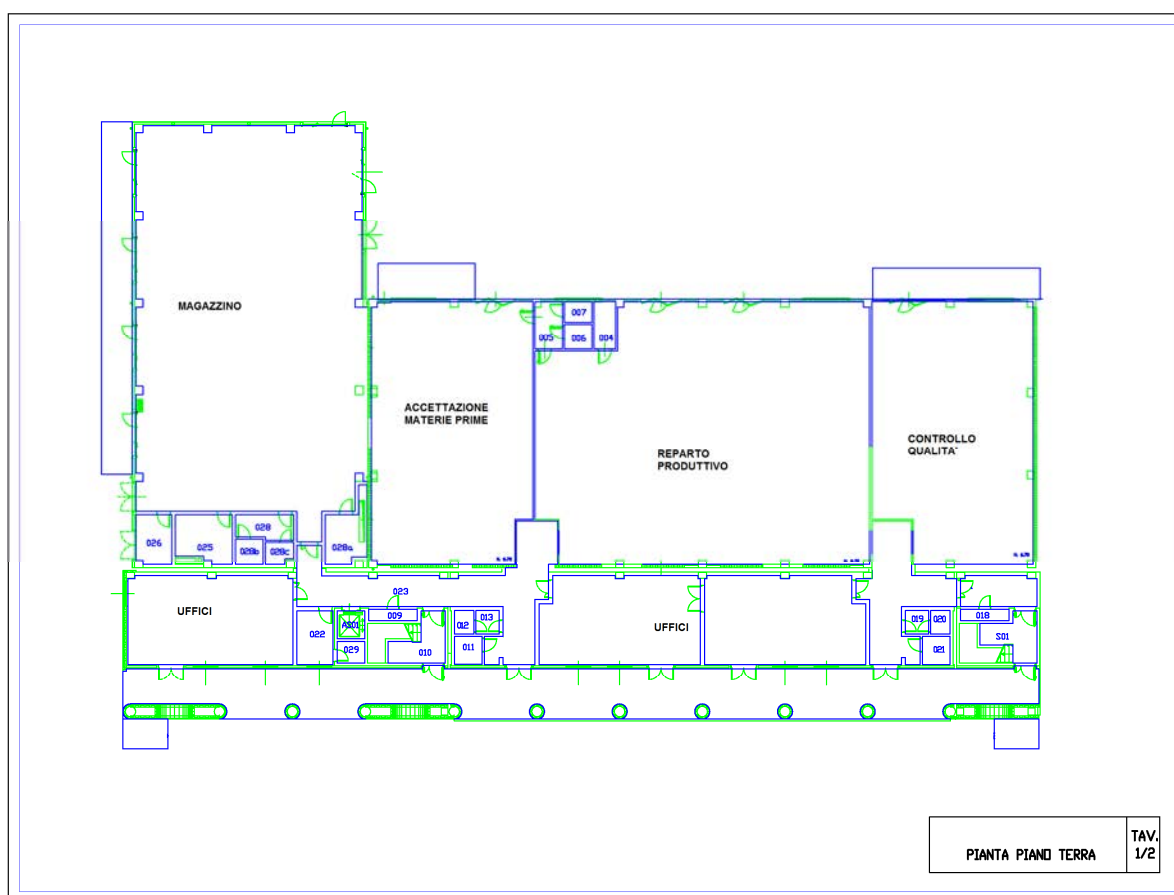 MAGAZZINO
007
005
006
004
ACCETTAZIONE
MATERIE PRIME
REPARTO
PRODUTTIVO
CONTROLLO
QUALITA`
026
025
028
028b
028c
028a
UFFICI
023
009
AS01
022
029
010
012
013
011
UFFICI
019
020
021
018
S01
PIANTA PIANO TERRA
TAV.
1/2